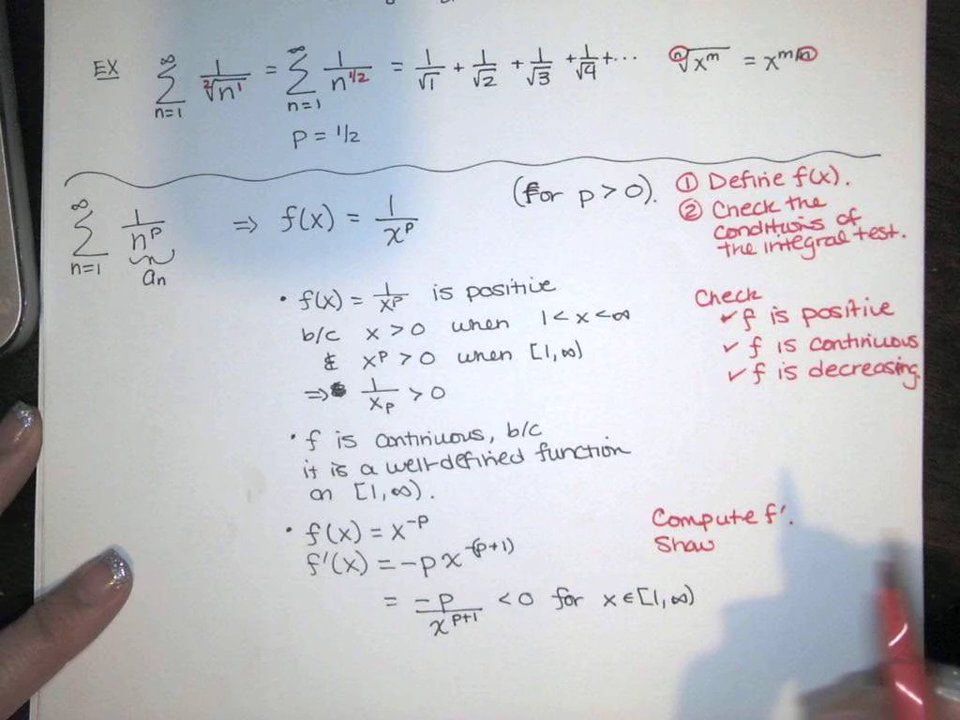 EX ∞ Σ n=1 1/²√n¹ = ∞ Σ n=1 1/n^1/2 = 1/√1 + 1/√2 + 1/√3 + 1/√4 + ··· ⁿ√x^m = x^m/n
P = 1/2
∞ Σ n=1 1/n^p ⇒ f(x) = 1/x^p (for p > 0).
an
① Define f(x).
② Check the
conditions of
the integral test.
• f(x) = 1/x^p is positive
b/c x > 0 when 1 < x < ∞
& x^p > 0 when [1, ∞)
⇒ 1/x^p > 0
Check
✓ f is positive
✓ f is continuous
✓ f is decreasing.
• f is continuous, b/c
it is a well-defined function
on [1, ∞).
• f(x) = x^-p
f'(x) = -p x^-(p+1)
= -p/x^p+1 < 0 for x ∈ [1, ∞)
Compute f'.
Show